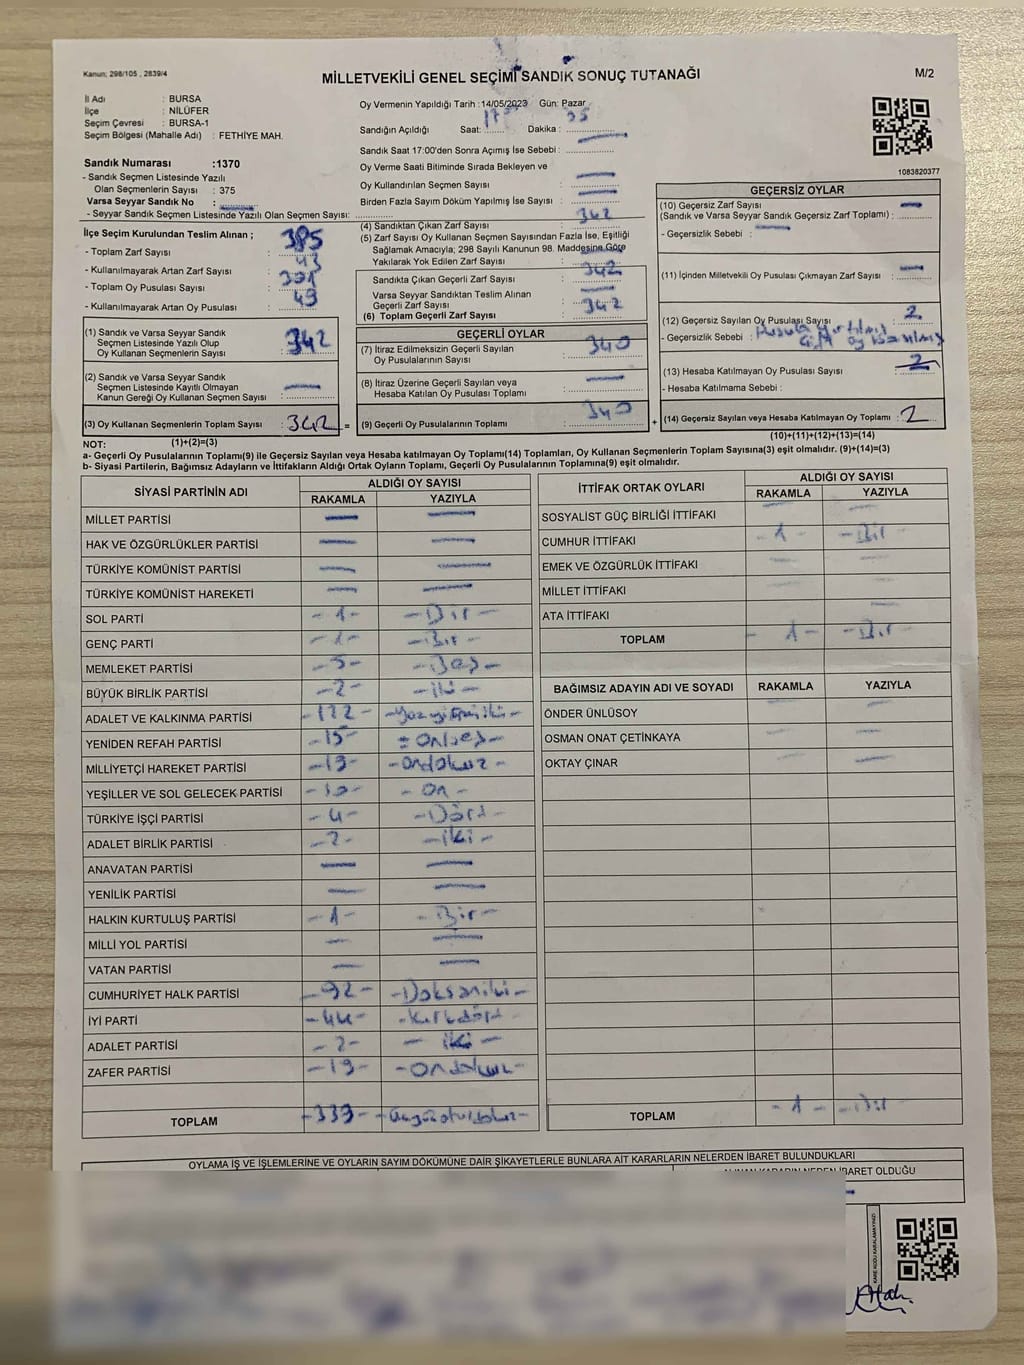 Kanun: 298/105 , 2839/4
MİLLETVEKİLİ GENEL SEÇİMİ SANDIK SONUÇ TUTANAĞI
M/2
İl Adı : BURSA
İlçe : NİLÜFER
Seçim Çevresi : BURSA-1
Seçim Bölgesi (Mahalle Adı) : FETHİYE MAH.
Sandık Numarası :1370
- Sandık Seçmen Listesinde Yazılı
Olan Seçmenlerin Sayısı : 375
Varsa Seyyar Sandık No :
- Seyyar Sandık Seçmen Listesinde Yazılı Olan Seçmen Sayısı:
Oy Vermenin Yapıldığı Tarih :14/05/2023 Gün: Pazar
Sandığın Açıldığı Saat: 17 Dakika :
Sandık Saat 17:00'den Sonra Açımış İse Sebebi :
Oy Verme Saati Bitiminde Sırada Bekleyen ve
Oy Kullandırılan Seçmen Sayısı :
Birden Fazla Sayım Döküm Yapılmış İse Sayısı :
1083820377
İlçe Seçim Kurulundan Teslim Alınan ;
- Toplam Zarf Sayısı : 385
- Kullanılmayarak Artan Zarf Sayısı : 43
- Toplam Oy Pusulası Sayısı :
- Kullanılmayarak Artan Oy Pusulası : 49
(1) Sandık ve Varsa Seyyar Sandık
Seçmen Listesinde Yazılı Olup
Oy Kullanan Seçmenlerin Sayısı : 342
(2) Sandık ve Varsa Seyyar Sandık
Seçmen Listesinde Kayıtlı Olmayan
Kanun Gereği Oy Kullanan Seçmen Sayısı :
(3) Oy Kullanan Seçmenlerin Toplam Sayısı : 342 =
(4) Sandıktan Çıkan Zarf Sayısı : 342
(5) Zarf Sayısı Oy Kullanan Seçmen Sayısından Fazla İse, Eşitliği
Sağlamak Amacıyla; 298 Sayılı Kanunun 98. Maddesine Göre
Yakılarak Yok Edilen Zarf Sayısı :
Sandıkta Çıkan Geçerli Zarf Sayısı : 342
Varsa Seyyar Sandıktan Teslim Alınan
Geçerli Zarf Sayısı :
(6) Toplam Geçerli Zarf Sayısı : 342
GEÇERLİ OYLAR
(7) İtiraz Edilmeksizin Geçerli Sayılan
Oy Pusulalarının Sayısı : 340
(8) İtiraz Üzerine Geçerli Sayılan veya
Hesaba Katılan Oy Pusulası Toplamı :
(9) Geçerli Oy Pusulalarının Toplamı : 340 +
GEÇERSİZ OYLAR
(10) Geçersiz Zarf Sayısı :
(Sandık ve Varsa Seyyar Sandık Geçersiz Zarf Toplamı)
- Geçersizlik Sebebi :
(11) İçinden Milletvekili Oy Pusulası Çıkmayan Zarf Sayısı :
(12) Geçersiz Sayılan Oy Pusulası Sayısı : 2
- Geçersizlik Sebebi : Pusula yırtılmış
Çift oy basılmış
(13) Hesaba Katılmayan Oy Pusulası Sayısı : 2
- Hesaba Katılmama Sebebi :
(14) Geçersiz Sayılan veya Hesaba Katılmayan Oy Toplamı : 2
NOT: (1)+(2)=(3)
(10)+(11)+(12)+(13)=(14)
a- Geçerli Oy Pusulasının Toplamı(9) ile Geçersiz Sayılan veya Hesaba katılmayan Oy Toplamı(14) Toplamları, Oy Kullanan Seçmenlerin Toplam Sayısına(3) eşit olmalıdır. (9)+(14)=(3)
b- Siyasi Partilerin, Bağımsız Adayların ve İttifakların Aldığı Ortak Oyların Toplamı, Geçerli Oy Pusulalarının Toplamına(9) eşit olmalıdır.
SİYASİ PARTİNİN ADI ALDIĞI OY SAYISI
RAKAMLA YAZIYLA
MİLLET PARTİSİ
HAK VE ÖZGÜRLÜKLER PARTİSİ
TÜRKİYE KOMÜNİST PARTİSİ
TÜRKİYE KOMÜNİST HAREKETİ
SOL PARTİ - 1 - - Bir -
GENÇ PARTİ - 1 - - Bir -
MEMLEKET PARTİSİ - 5 - - Beş -
BÜYÜK BİRLİK PARTİSİ - 2 - - iki -
ADALET VE KALKINMA PARTİSİ - 122 - - Yüzyirmiiki -
YENİDEN REFAH PARTİSİ - 15 - - Onbeş -
MİLLİYETÇİ HAREKET PARTİSİ - 19 - - Ondokuz -
YEŞİLLER VE SOL GELECEK PARTİSİ - 10 - - On -
TÜRKİYE İŞÇİ PARTİSİ - 4 - - Dört -
ADALET BİRLİK PARTİSİ - 2 - - iki -
ANAVATAN PARTİSİ
YENİLİK PARTİSİ
HALKIN KURTULUŞ PARTİSİ - 1 - - Bir -
MİLLİ YOL PARTİSİ
VATAN PARTİSİ
CUMHURİYET HALK PARTİSİ - 92 - - Doksaniki -
İYİ PARTİ - 44 - - Kırkdört -
ADALET PARTİSİ - 2 - - iki -
ZAFER PARTİSİ - 19 - - Ondokuz -
TOPLAM - 339 - - Üçyüzotuzdokuz -
İTTİFAK ORTAK OYLARI ALDIĞI OY SAYISI
RAKAMLA YAZIYLA
SOSYALİST GÜÇ BİRLİĞİ İTTİFAKI
CUMHUR İTTİFAKI - 1 - - Bir -
EMEK VE ÖZGÜRLÜK İTTİFAKI
MİLLET İTTİFAKI
ATA İTTİFAKI
TOPLAM - 1 - - Bir -
BAĞIMSIZ ADAYIN ADI VE SOYADI RAKAMLA YAZIYLA
ÖNDER ÜNLÜSOY
OSMAN ONAT ÇETİNKAYA
OKTAY ÇINAR
TOPLAM - 1 - - Bir -
OYLAMA İŞ VE İŞLEMLERİNE VE OYLARIN SAYIM DÖKÜMÜNE DAİR ŞİKAYETLERLE BUNLARA AİT KARARLARIN NELERDEN İBARET BULUNDUKLARI
ALINAN KARARIN NEDEN İBARET OLDUĞU
KARE KODU KARALAMAYINIZ!